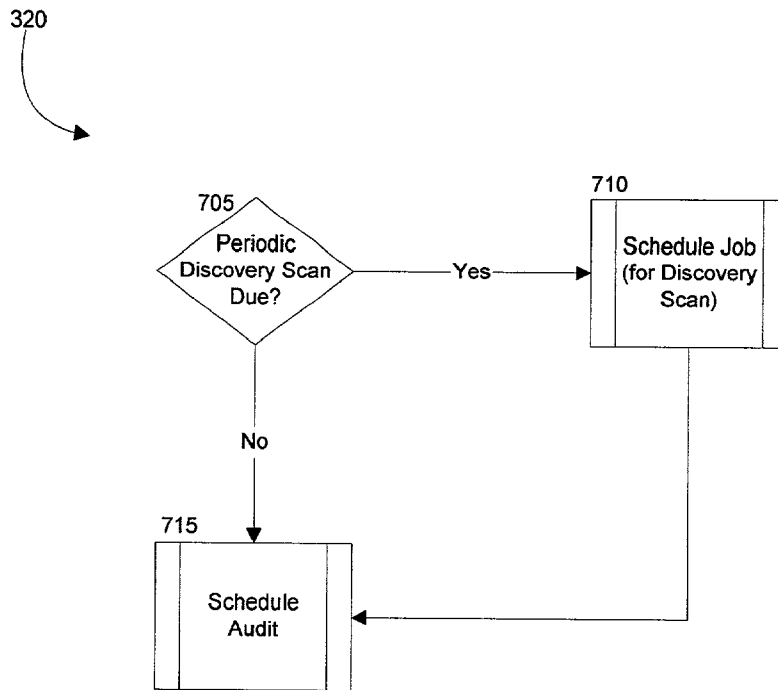 320
705
Periodic
Discovery Scan
Due?
Yes
710
Schedule Job
(for Discovery
Scan)
No
715
Schedule
Audit